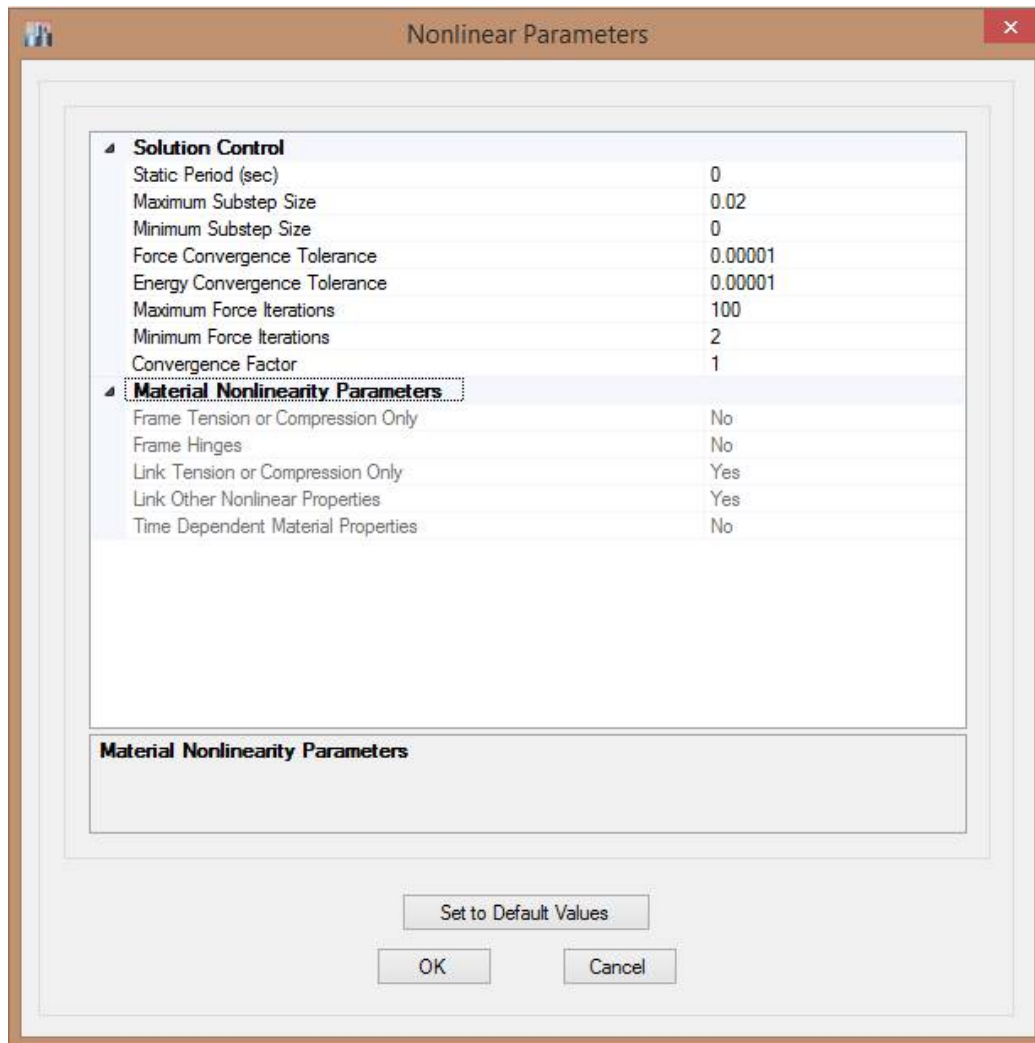 Nonlinear Parameters
Solution Control
Static Period (sec) 0
Maximum Substep Size 0.02
Minimum Substep Size 0
Force Convergence Tolerance 0.00001
Energy Convergence Tolerance 0.00001
Maximum Force Iterations 100
Minimum Force Iterations 2
Convergence Factor 1
Material Nonlinearity Parameters
Frame Tension or Compression Only No
Frame Hinges No
Link Tension or Compression Only Yes
Link Other Nonlinear Properties Yes
Time Dependent Material Properties No
Material Nonlinearity Parameters
Set to Default Values
OK Cancel